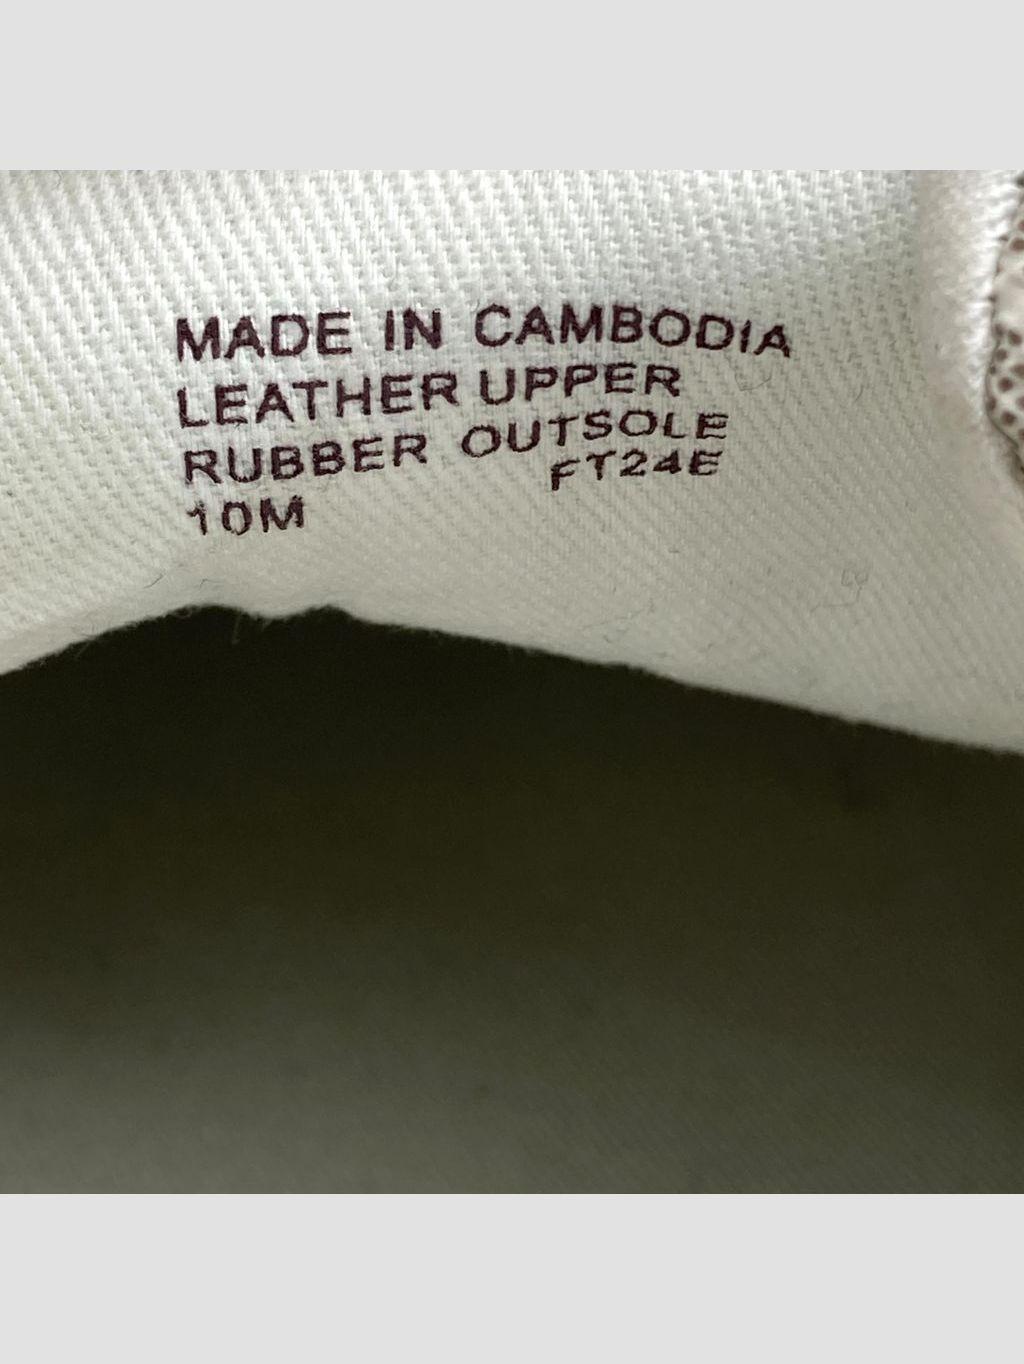 MADE IN CAMBODIA
LEATHER UPPER
RUBBER OUTSOLE
FT24E
10M